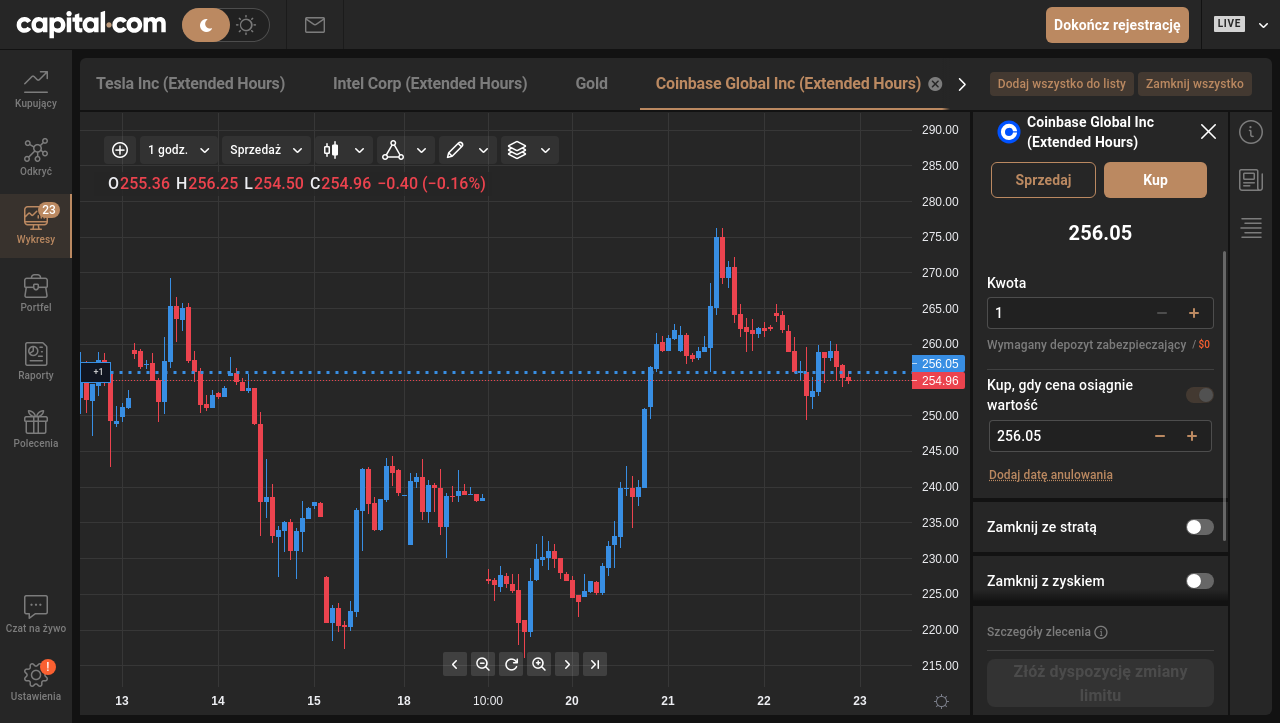 capital.com
Dokończ rejestrację
LIVE
Kupujący
Odkryć
23
Wykresy
Portfel
Raporty
Polecenia
Czat na żywo
!
Ustawienia
Tesla Inc (Extended Hours)
Intel Corp (Extended Hours)
Gold
Coinbase Global Inc (Extended Hours)
Dodaj wszystko do listy
Zamknij wszystko
1 godz.
Sprzedaż
O255.36 H256.25 L254.50 C254.96 −0.40 (−0.16%)
+1
290.00
285.00
280.00
275.00
270.00
265.00
260.00
256.05
254.96
250.00
245.00
240.00
235.00
230.00
225.00
220.00
215.00
13
14
15
18
10:00
20
21
22
23
Coinbase Global Inc
(Extended Hours)
Sprzedaj
Kup
256.05
Kwota
1
Wymagany depozyt zabezpieczający / $0
Kup, gdy cena osiągnie
wartość
256.05
Dodaj datę anulowania
Zamknij ze stratą
Zamknij z zyskiem
Szczegóły zlecenia
Złóż dyspozycję zmiany
limitu